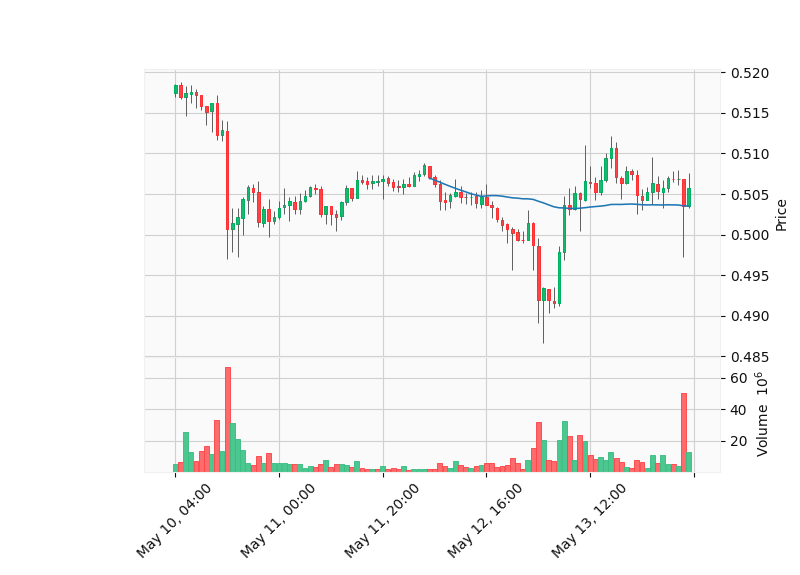 0.520
0.515
0.510
0.505
0.500
0.495
0.490
0.485
Price
60
40
20
Volume 10^6
May 10, 04:00
May 11, 00:00
May 11, 20:00
May 12, 16:00
May 13, 12:00